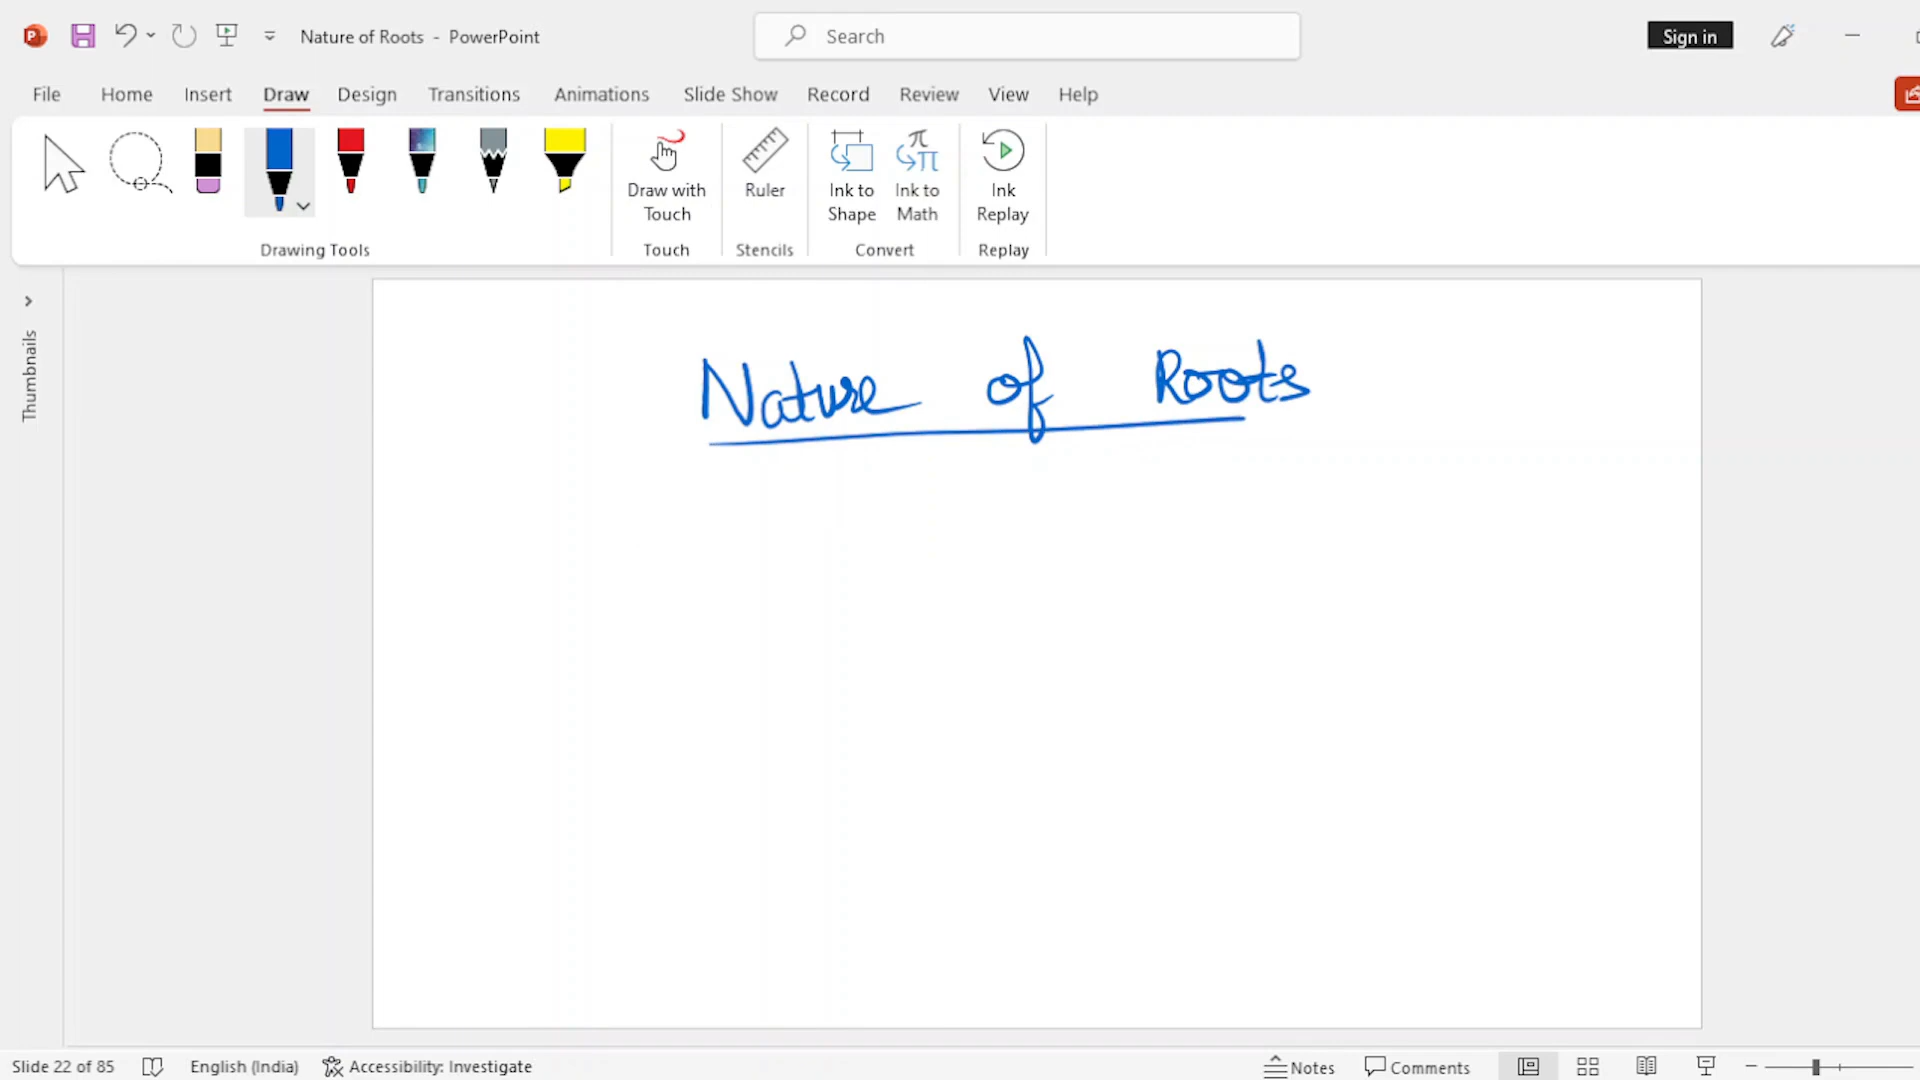 Nature of Roots - PowerPoint
Search
Sign in
File Home Insert Draw Design Transitions Animations Slide Show Record Review View Help
Draw with Touch
Ruler
Ink to Shape
Ink to Math
Ink Replay
Drawing Tools
Touch
Stencils
Convert
Replay
Thumbnails
Nature of Roots
Slide 22 of 85
English (India)
Accessibility: Investigate
Notes
Comments